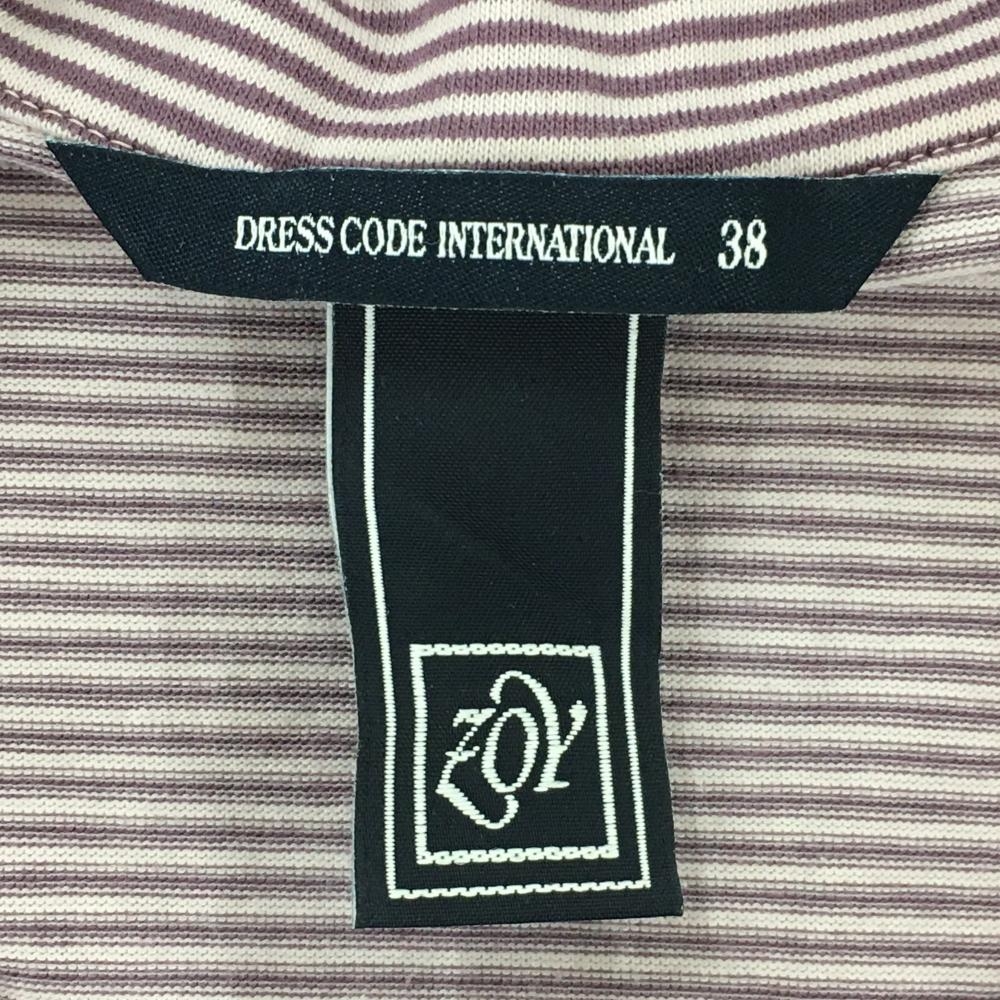 DRESS CODE INTERNATIONAL 38
ZOY